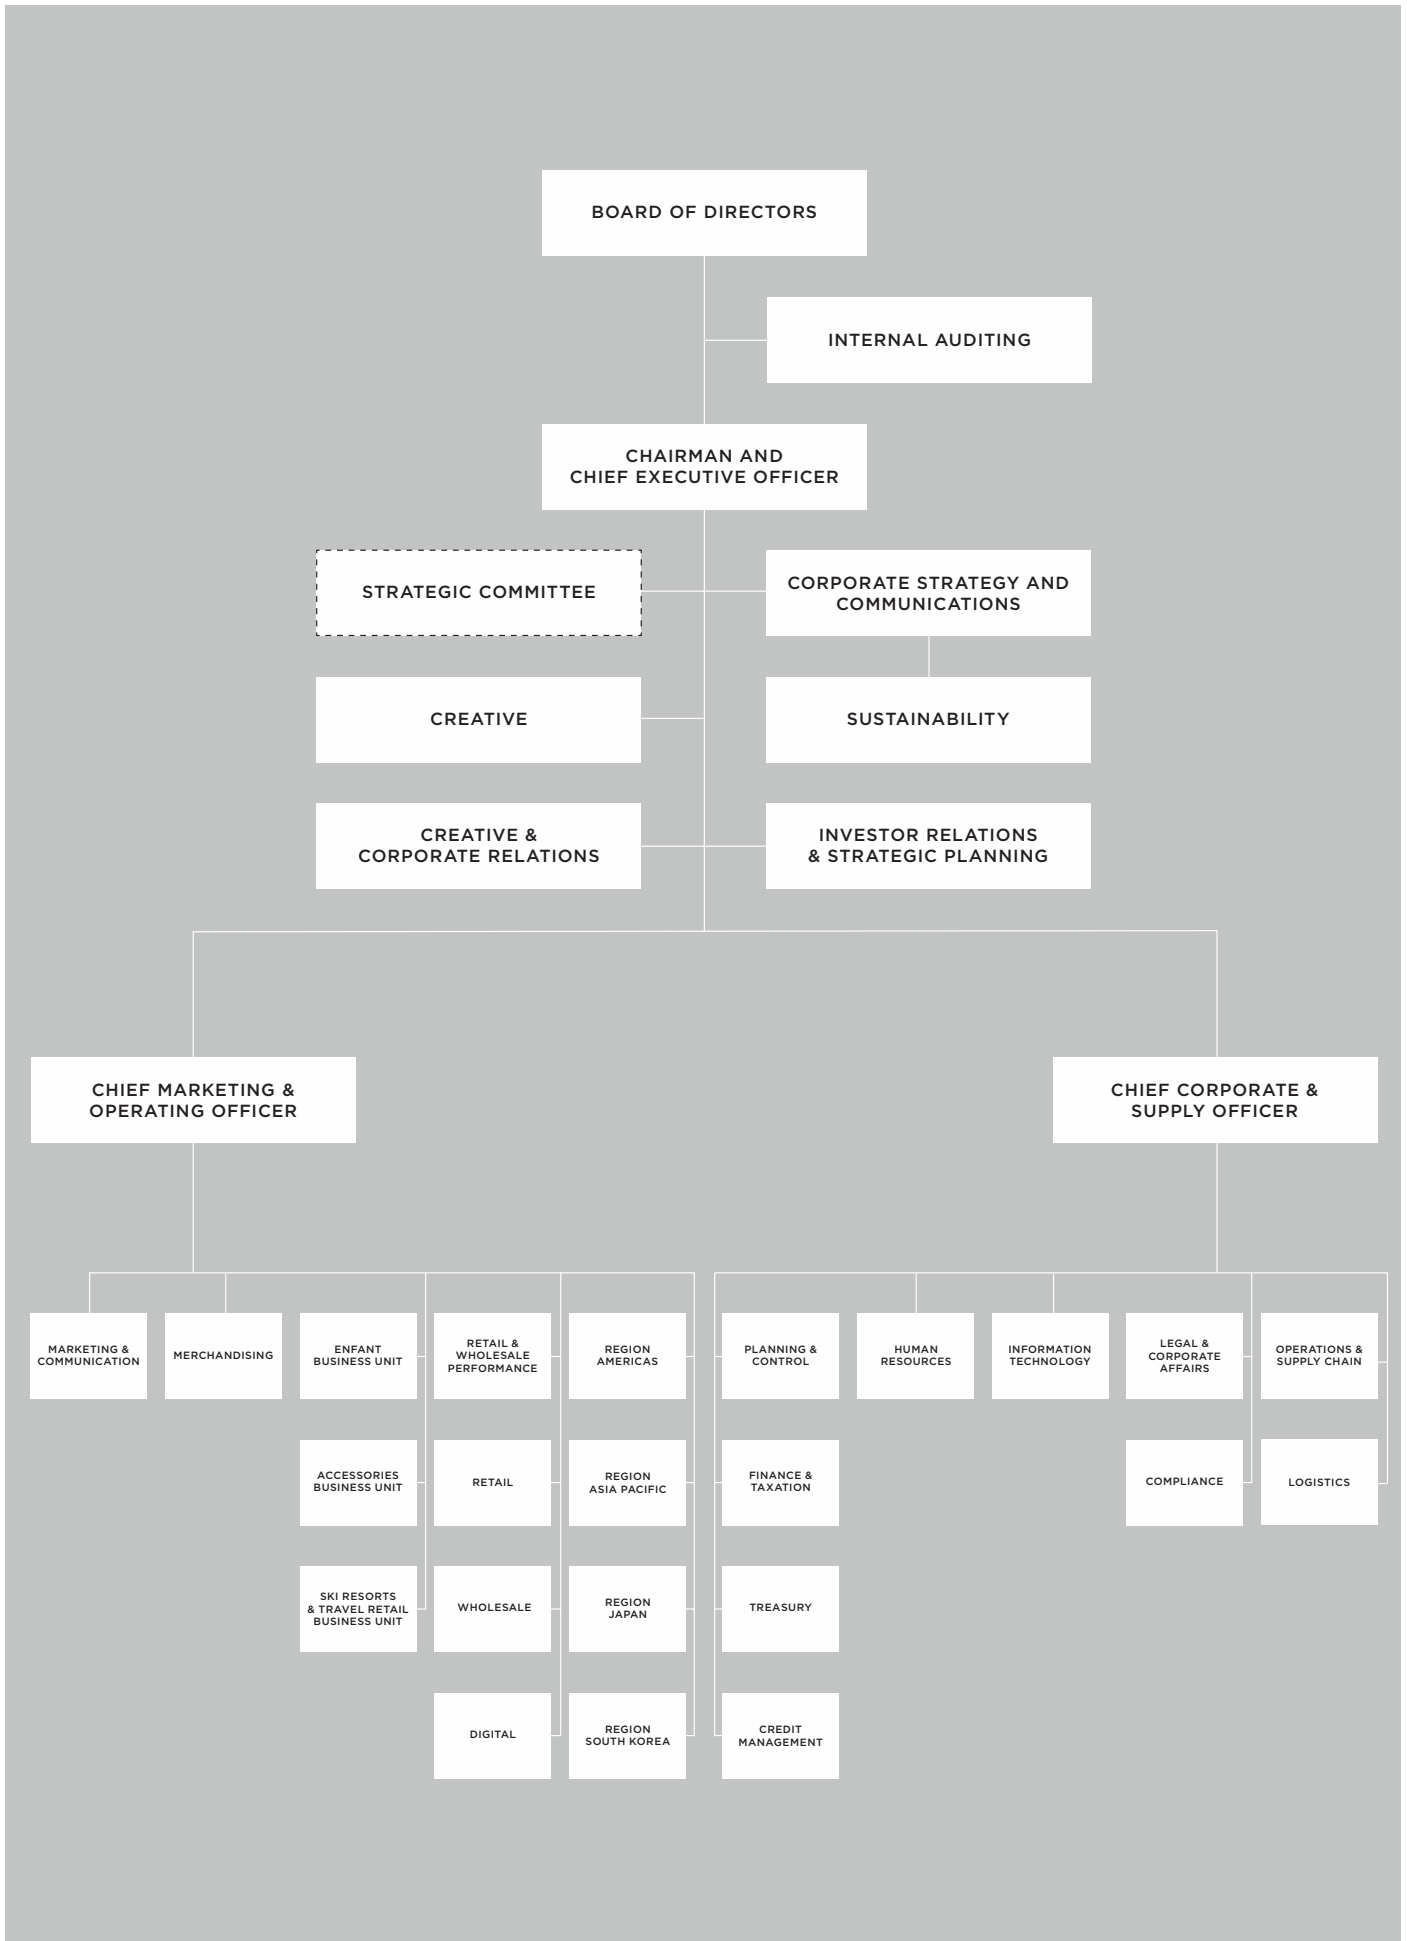 BOARD OF DIRECTORS
INTERNAL AUDITING
CHAIRMAN AND
CHIEF EXECUTIVE OFFICER
STRATEGIC COMMITTEE
CORPORATE STRATEGY AND
COMMUNICATIONS
CREATIVE
SUSTAINABILITY
CREATIVE &
CORPORATE RELATIONS
INVESTOR RELATIONS
& STRATEGIC PLANNING
CHIEF MARKETING &
OPERATING OFFICER
CHIEF CORPORATE &
SUPPLY OFFICER
MARKETING &
COMMUNICATION
MERCHANDISING
ENFANT
BUSINESS UNIT
RETAIL &
WHOLESALE
PERFORMANCE
REGION
AMERICAS
PLANNING &
CONTROL
HUMAN
RESOURCES
INFORMATION
TECHNOLOGY
LEGAL &
CORPORATE
AFFAIRS
OPERATIONS &
SUPPLY CHAIN
ACCESSORIES
BUSINESS UNIT
RETAIL
REGION
ASIA PACIFIC
FINANCE &
TAXATION
COMPLIANCE
LOGISTICS
SKI RESORTS
& TRAVEL RETAIL
BUSINESS UNIT
WHOLESALE
REGION
JAPAN
TREASURY
DIGITAL
REGION
SOUTH KOREA
CREDIT
MANAGEMENT